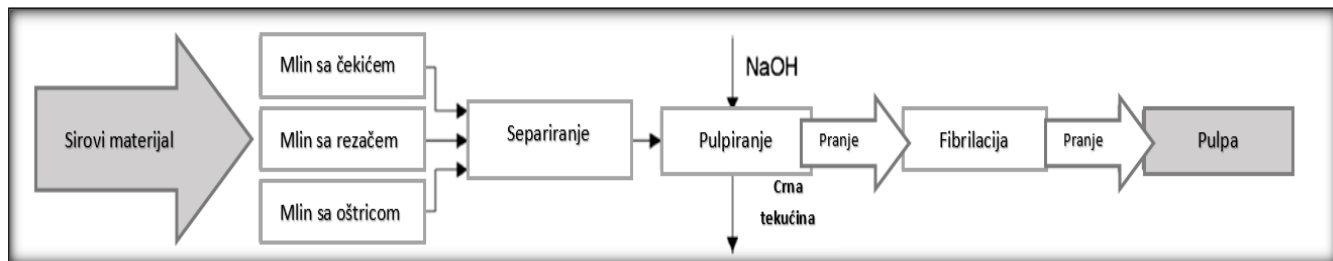 Sirovi materijal
Mlin sa čekićem
Mlin sa rezačem
Mlin sa oštricom
Separiranje
NaOH
Pulpiranje
Crna
tekućina
Pranje
Fibrilacija
Pranje
Pulpa